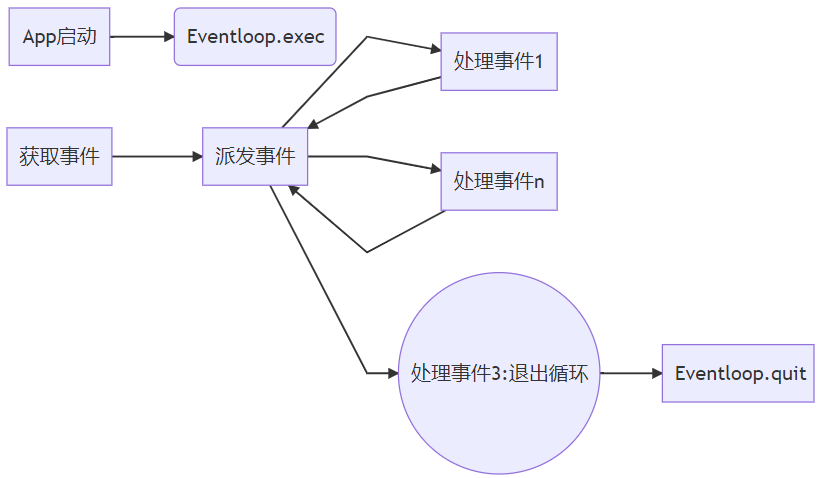 App启动
Eventloop.exec
处理事件1
获取事件
派发事件
处理事件n
处理事件3:退出循环
Eventloop.quit